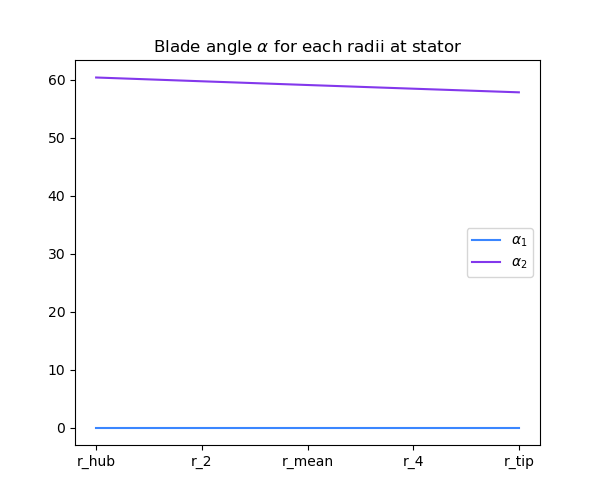 Blade angle α for each radii at stator
60
50
40
30
20
10
0
α₁
α₂
r_hub r_2 r_mean r_4 r_tip